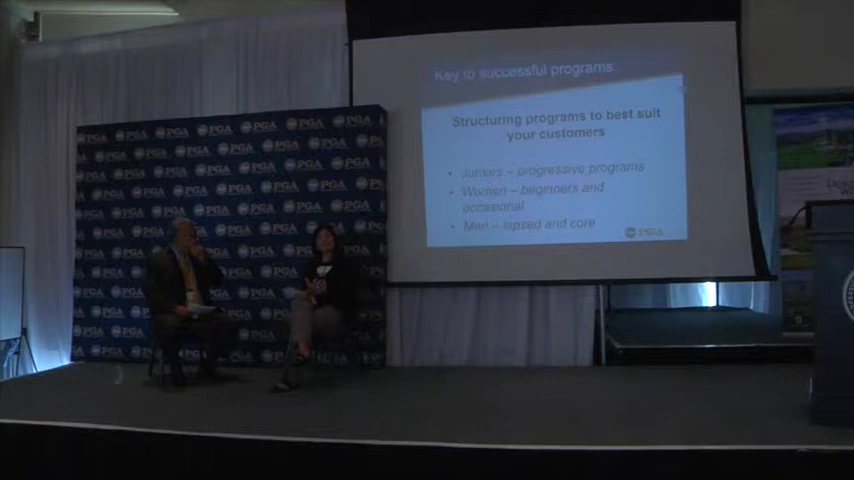 Key to successful programs:
Structuring programs to best suit
your customers
• Juniors – progressive programs
• Women – beginners and
occasional
• Men – lapsed and core
PGA
PGA